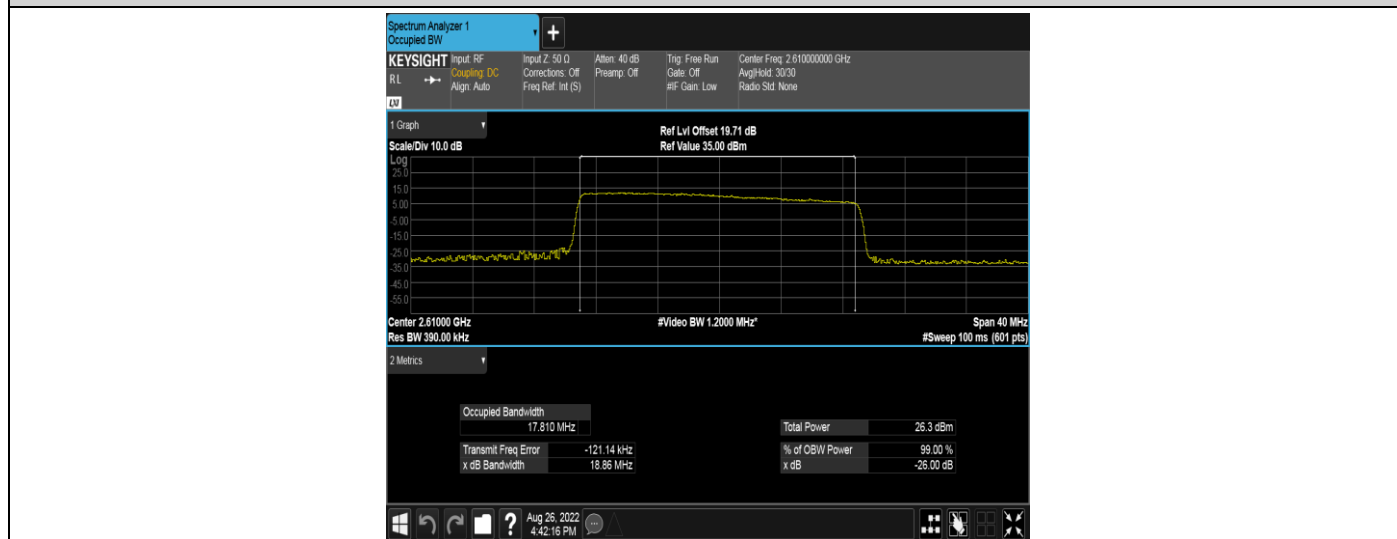 Spectrum Analyzer 1
Occupied BW
+
KEYSIGHT
RL
LXI
Input: RF
Coupling: DC
Align: Auto
Input Z: 50 Ω
Corrections: Off
Freq Ref: Int (S)
Atten: 40 dB
Preamp: Off
Trig: Free Run
Gate: Off
#IF Gain: Low
Center Freq: 2.610000000 GHz
Avg|Hold: 30/30
Radio Std: None
1 Graph
Scale/Div 10.0 dB
Ref Lvl Offset 19.71 dB
Ref Value 35.00 dBm
Log
25.0
15.0
5.00
-5.00
-15.0
-25.0
-35.0
-45.0
-55.0
Center 2.61000 GHz
#Video BW 1.2000 MHz*
Span 40 MHz
Res BW 390.00 kHz
#Sweep 100 ms (601 pts)
2 Metrics
Occupied Bandwidth
17.810 MHz
Total Power 26.3 dBm
Transmit Freq Error -121.14 kHz
% of OBW Power 99.00 %
x dB Bandwidth 18.86 MHz
x dB -26.00 dB
?
Aug 26, 2022
4:42:16 PM